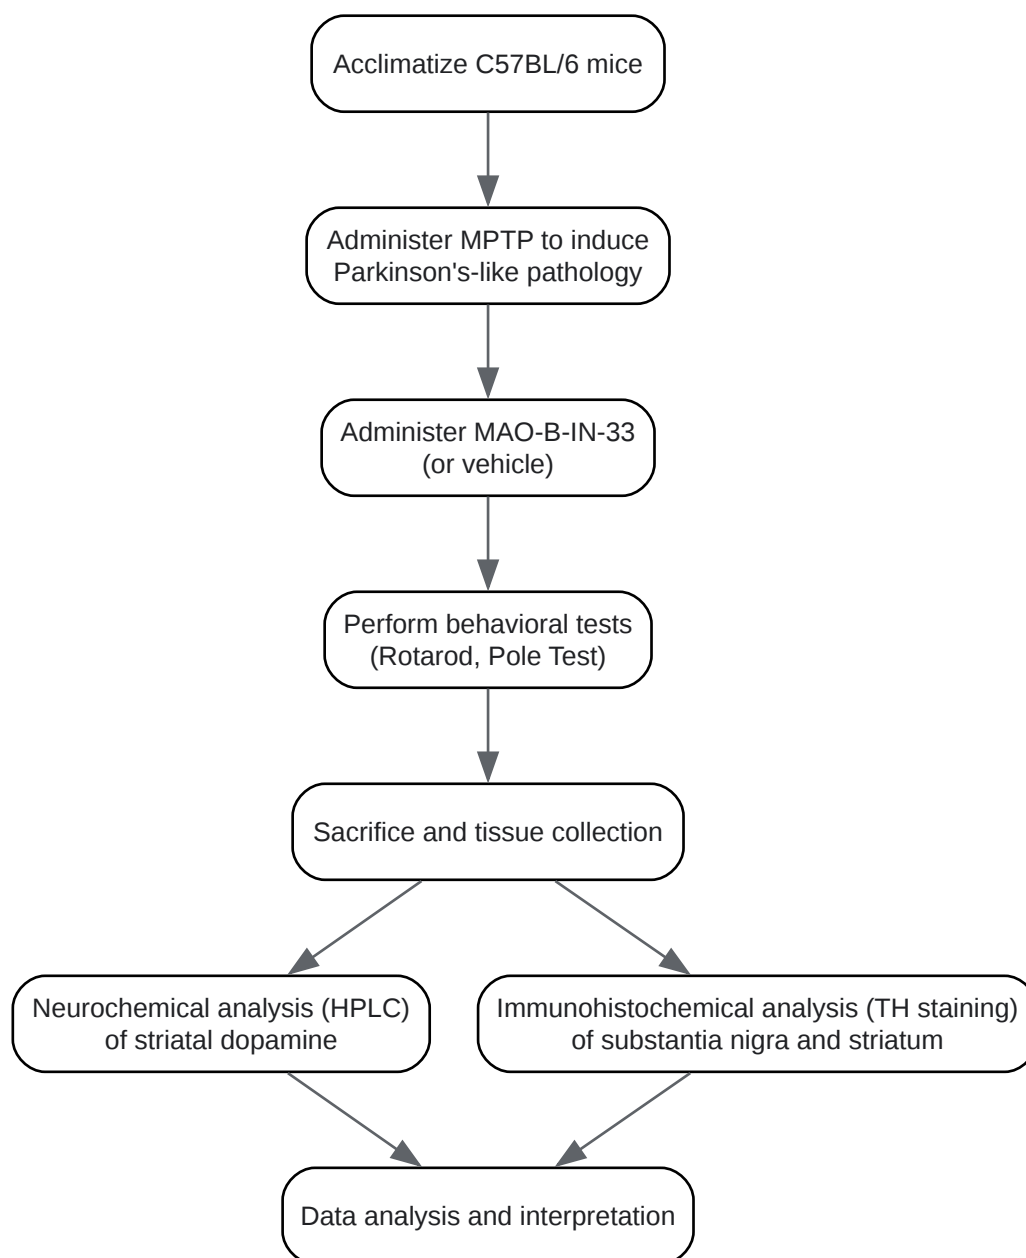 Acclimatize C57BL/6 mice
Administer MPTP to induce
Parkinson's-like pathology
Administer MAO-B-IN-33
(or vehicle)
Perform behavioral tests
(Rotarod, Pole Test)
Sacrifice and tissue collection
Neurochemical analysis (HPLC)
of striatal dopamine
Immunohistochemical analysis (TH staining)
of substantia nigra and striatum
Data analysis and interpretation